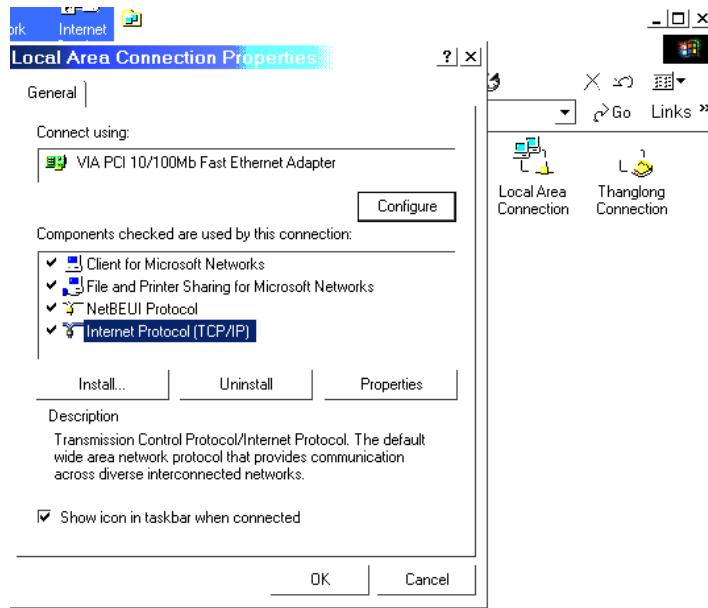 ork
Internet
Local Area Connection Properties
General
Connect using:
VIA PCI 10/100Mb Fast Ethernet Adapter
Configure
Components checked are used by this connection:
Client for Microsoft Networks
File and Printer Sharing for Microsoft Networks
NetBEUI Protocol
Internet Protocol (TCP/IP)
Install...
Uninstall
Properties
Description
Transmission Control Protocol/Internet Protocol. The default
wide area network protocol that provides communication
across diverse interconnected networks.
Show icon in taskbar when connected
OK
Cancel
Go
Links »
Local Area
Connection
Thanglong
Connection